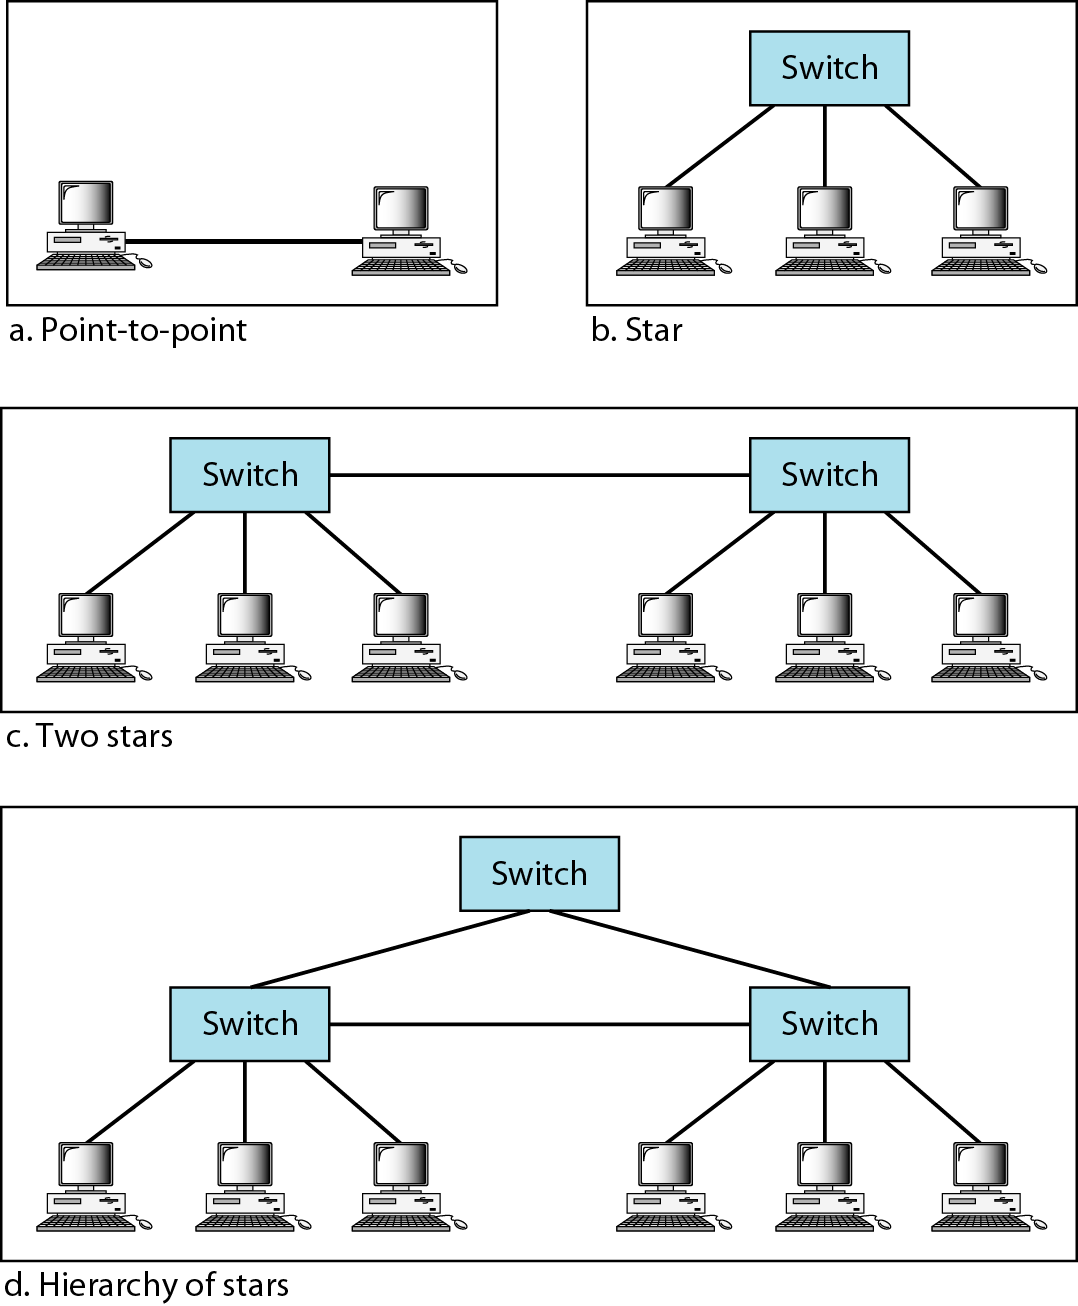 Switch
a. Point-to-point
b. Star
Switch
Switch
c. Two stars
Switch
Switch
Switch
d. Hierarchy of stars